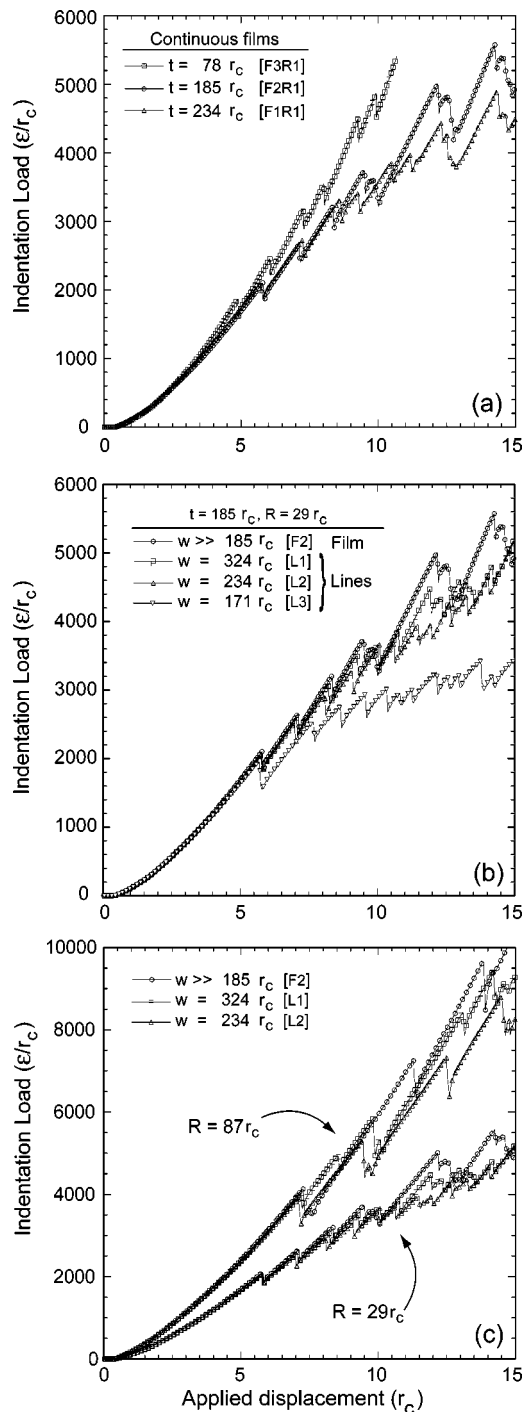 6000
5000
4000
3000
2000
1000
0
Indentation Load (ε/r_c)
Continuous films
t = 78 r_c [F3R1]
t = 185 r_c [F2R1]
t = 234 r_c [F1R1]
(a)
0 5 10 15
6000
5000
4000
3000
2000
1000
0
Indentation Load (ε/r_c)
t = 185 r_c, R = 29 r_c
w >> 185 r_c [F2] Film
w = 324 r_c [L1]
w = 234 r_c [L2] Lines
w = 171 r_c [L3]
(b)
0 5 10 15
10000
8000
6000
4000
2000
0
Indentation Load (ε/r_c)
w >> 185 r_c [F2]
w = 324 r_c [L1]
w = 234 r_c [L2]
R = 87r_c
R = 29r_c
(c)
0 5 10 15
Applied displacement (r_c)